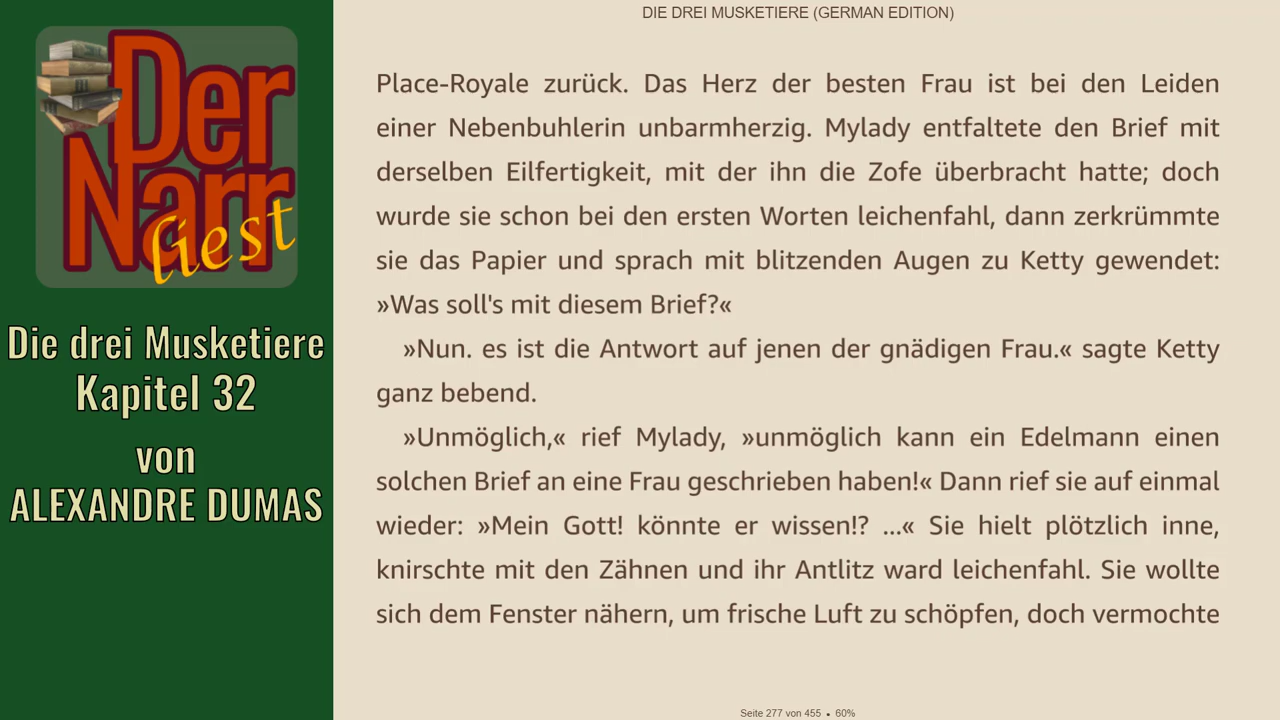 Der
Narr
liest
Die drei Musketiere
Kapitel 32
von
ALEXANDRE DUMAS
DIE DREI MUSKETIERE (GERMAN EDITION)
Place-Royale zurück. Das Herz der besten Frau ist bei den Leiden
einer Nebenbuhlerin unbarmherzig. Mylady entfaltete den Brief mit
derselben Eilfertigkeit, mit der ihn die Zofe überbracht hatte; doch
wurde sie schon bei den ersten Worten leichenfahl, dann zerkrümmte
sie das Papier und sprach mit blitzenden Augen zu Ketty gewendet:
»Was soll's mit diesem Brief?«
»Nun. es ist die Antwort auf jenen der gnädigen Frau.« sagte Ketty
ganz bebend.
»Unmöglich,« rief Mylady, »unmöglich kann ein Edelmann einen
solchen Brief an eine Frau geschrieben haben!« Dann rief sie auf einmal
wieder: »Mein Gott! könnte er wissen!? ...« Sie hielt plötzlich inne,
knirschte mit den Zähnen und ihr Antlitz ward leichenfahl. Sie wollte
sich dem Fenster nähern, um frische Luft zu schöpfen, doch vermochte
Seite 277 von 455 • 60%